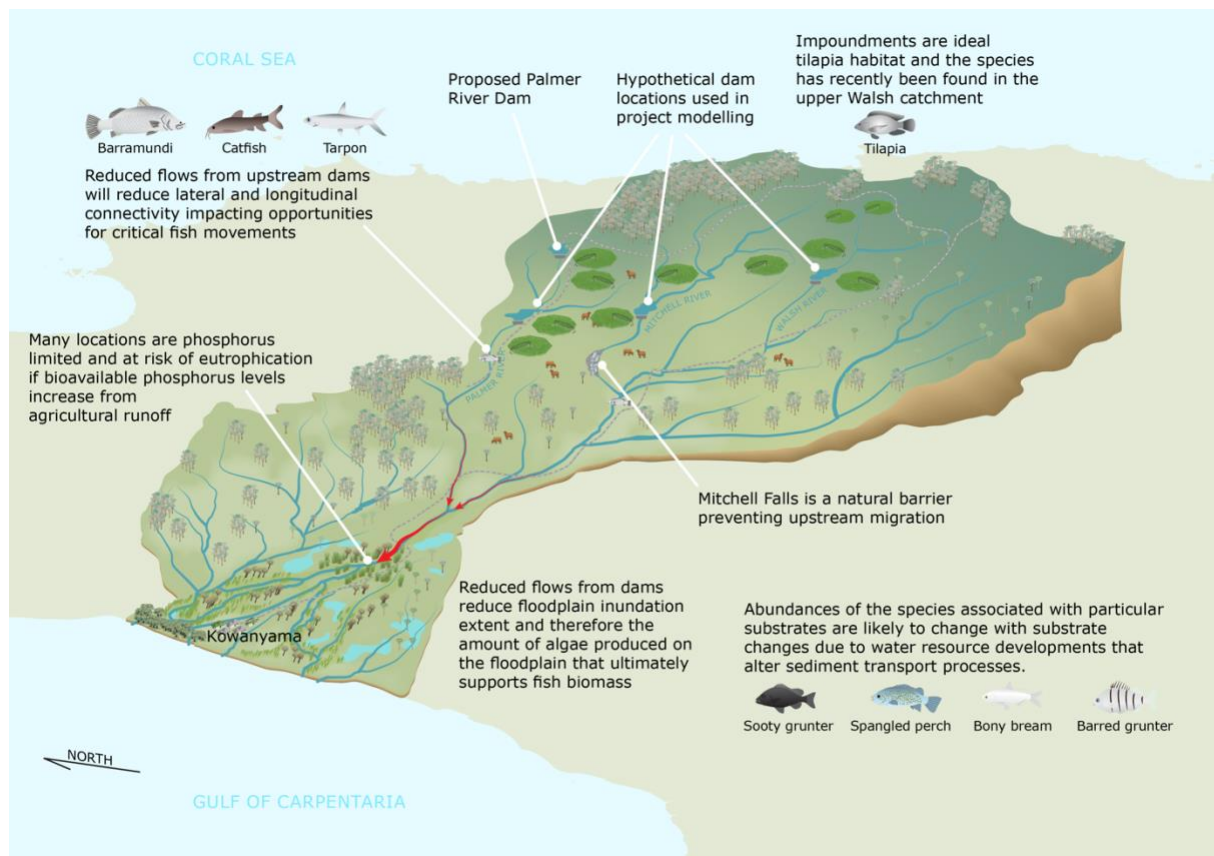 CORAL SEA
Barramundi
Catfish
Tarpon
Reduced flows from upstream dams
will reduce lateral and longitudinal
connectivity impacting opportunities
for critical fish movements
Proposed Palmer
River Dam
Hypothetical dam
locations used in
project modelling
Impoundments are ideal
tilapia habitat and the species
has recently been found in the
upper Walsh catchment
Tilapia
MITCHELL RIVER
WALSH RIVER
PALMER RIVER
Many locations are phosphorus
limited and at risk of eutrophication
if bioavailable phosphorus levels
increase from
agricultural runoff
Mitchell Falls is a natural barrier
preventing upstream migration
Kowanyama
Reduced flows from dams
reduce floodplain inundation
extent and therefore the
amount of algae produced on
the floodplain that ultimately
supports fish biomass
Abundances of the species associated with particular
substrates are likely to change with substrate
changes due to water resource developments that
alter sediment transport processes.
Sooty grunter
Spangled perch
Bony bream
Barred grunter
NORTH
GULF OF CARPENTARIA